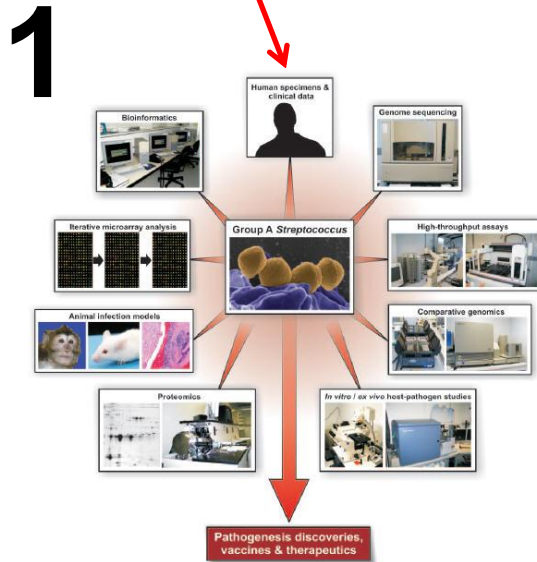 1
Human specimens &
clinical data
Bioinformatics
Genome sequencing
Iterative microarray analysis
Group A Streptococcus
High-throughput assays
Animal infection models
Comparative genomics
Proteomics
In vitro / ex vivo host-pathogen studies
Pathogenesis discoveries,
vaccines & therapeutics